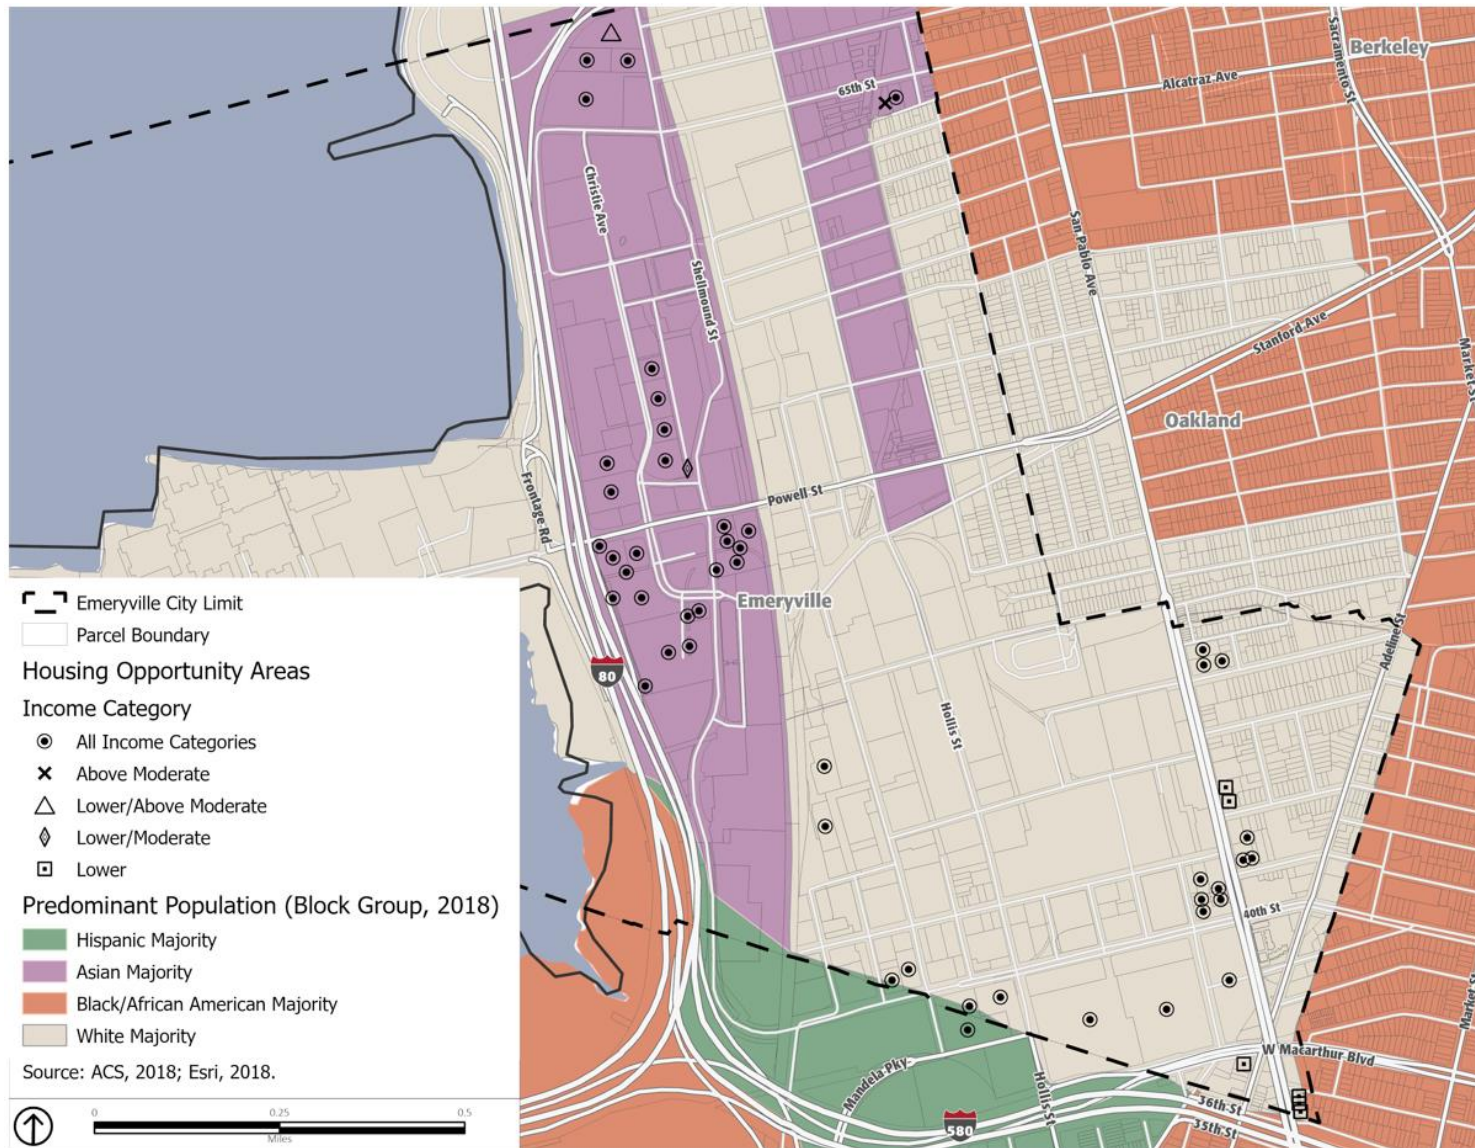 Berkeley
Sacramento St
Alcatraz Ave
65th St
Christie Ave
Shellmound St
San Pablo Ave
Stanford Ave
Market St
Oakland
Powell St
Frontage Rd
Emeryville
Adeline St
80
Hollis St
40th St
Market S
W Macarthur Blvd
Mandela Pky
Hollis St
36th St
35th St
580
Emeryville City Limit
Parcel Boundary
Housing Opportunity Areas
Income Category
All Income Categories
Above Moderate
Lower/Above Moderate
Lower/Moderate
Lower
Predominant Population (Block Group, 2018)
Hispanic Majority
Asian Majority
Black/African American Majority
White Majority
Source: ACS, 2018; Esri, 2018.
0 0.25 0.5
Miles